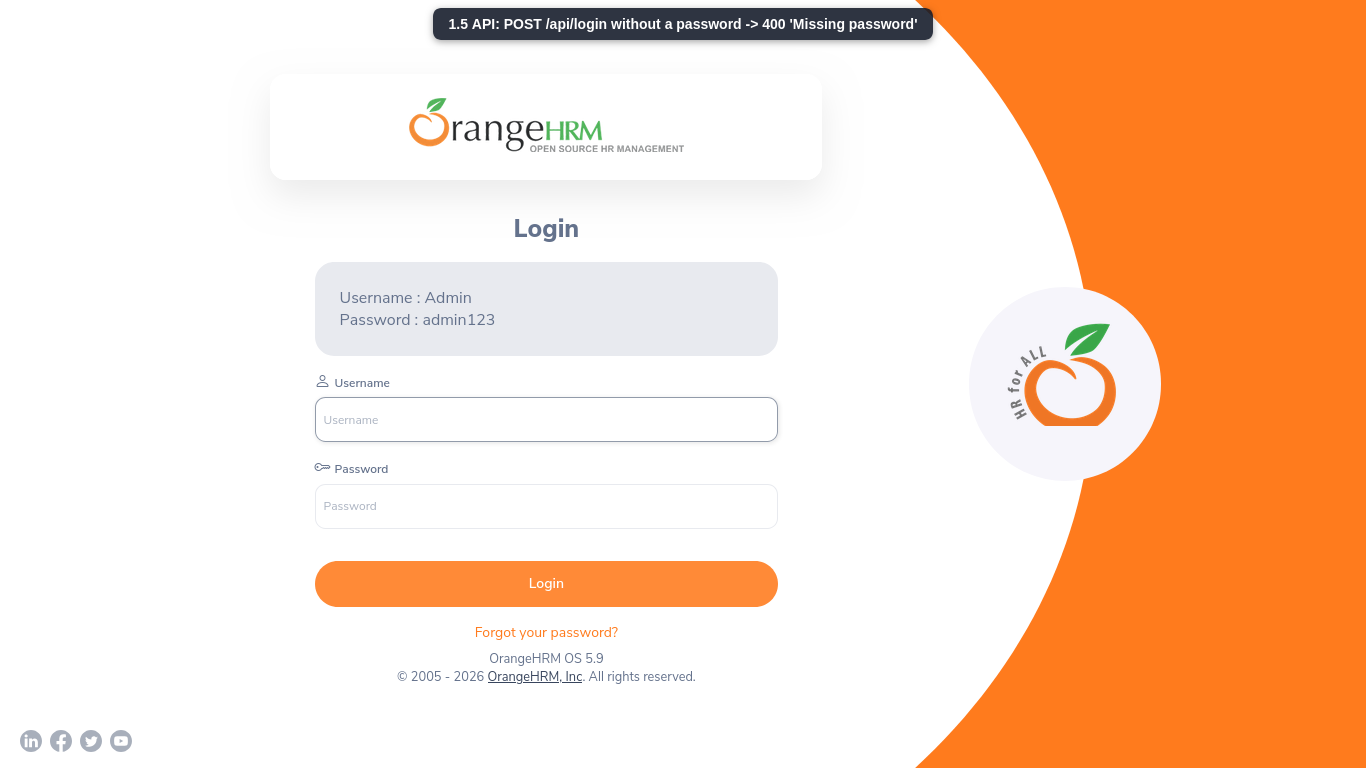 1.5 API: POST /api/login without a password -> 400 'Missing password'
OrangeHRM
OPEN SOURCE HR MANAGEMENT
Login
Username : Admin
Password : admin123
Username
Username
Password
Password
Login
Forgot your password?
OrangeHRM OS 5.9
© 2005 - 2026 OrangeHRM, Inc. All rights reserved.
HR for ALL